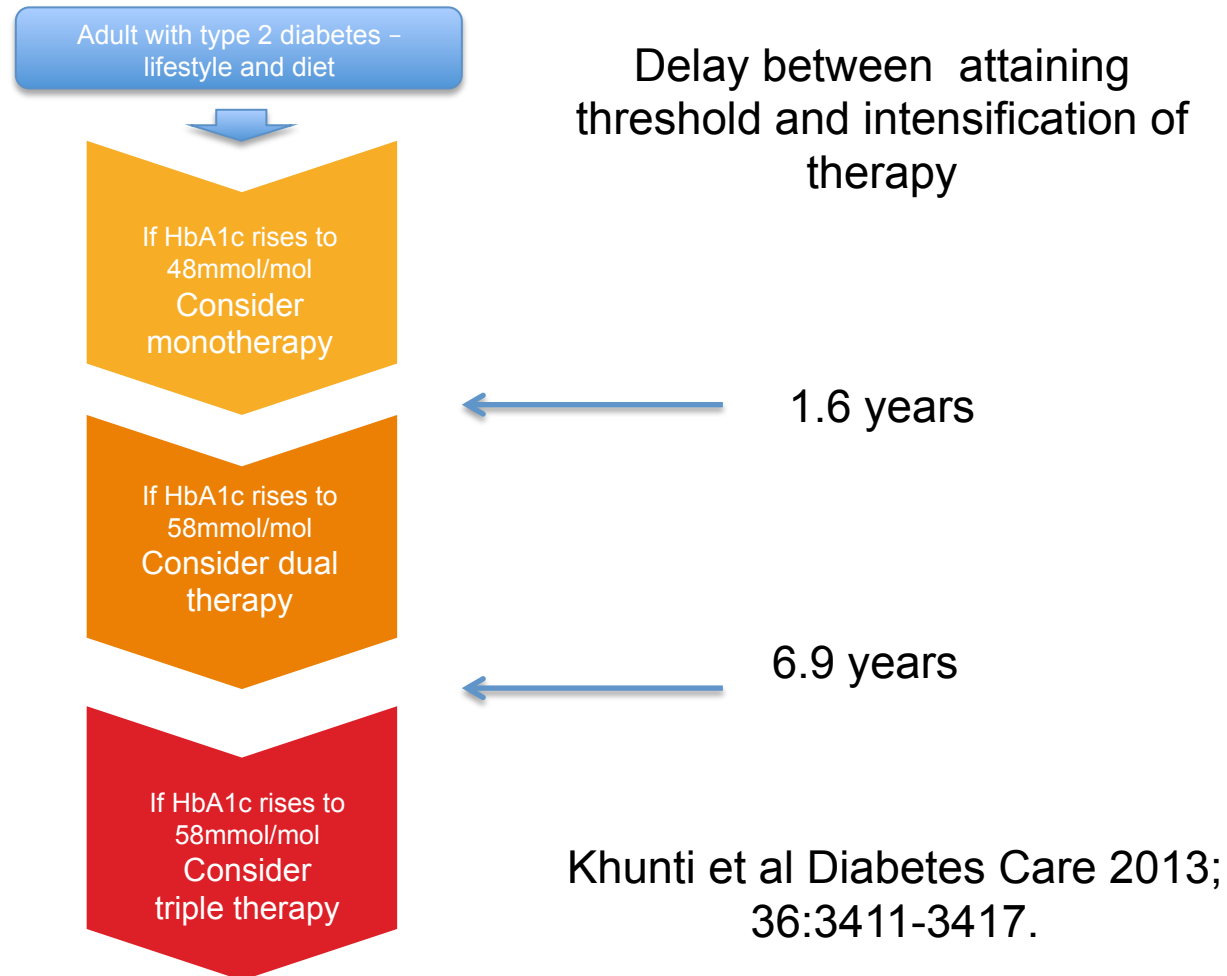 Adult with type 2 diabetes –
lifestyle and diet
Delay between attaining
threshold and intensification of
therapy
If HbA1c rises to
48mmol/mol
Consider
monotherapy
1.6 years
If HbA1c rises to
58mmol/mol
Consider dual
therapy
6.9 years
If HbA1c rises to
58mmol/mol
Consider
triple therapy
Khunti et al Diabetes Care 2013;
36:3411-3417.